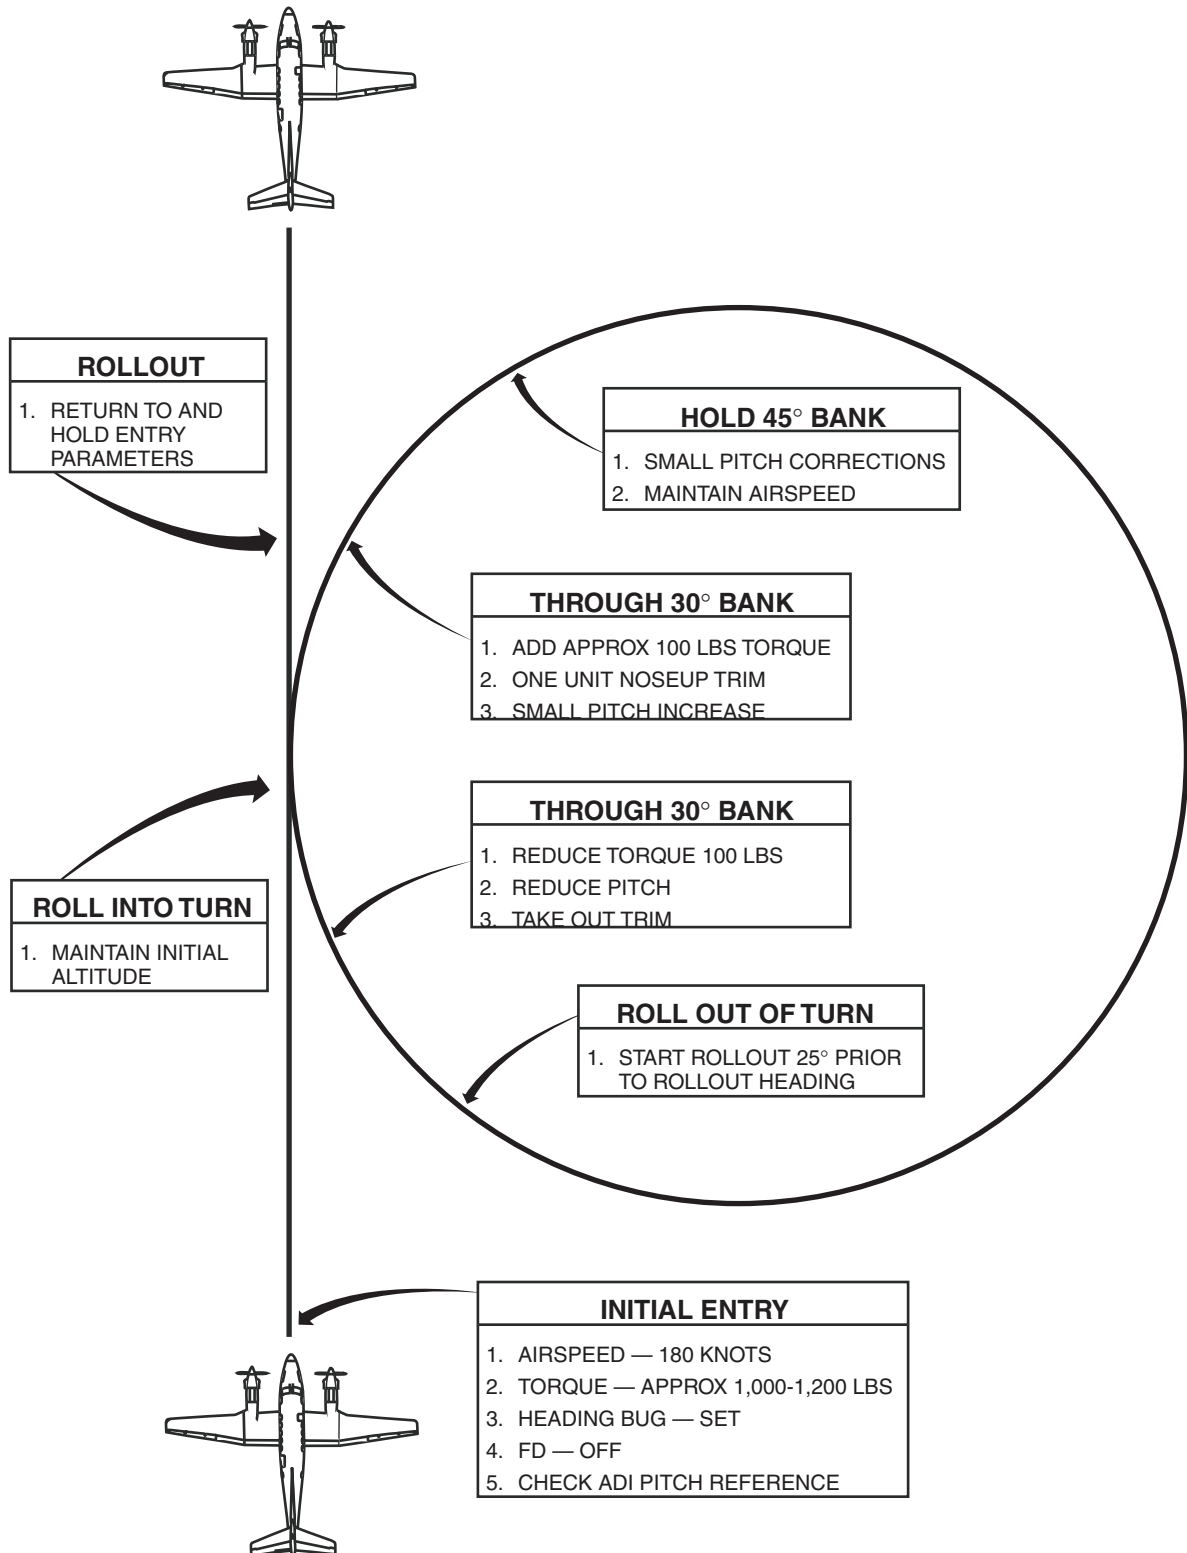 ROLLOUT
1. RETURN TO AND
HOLD ENTRY
PARAMETERS
HOLD 45° BANK
1. SMALL PITCH CORRECTIONS
2. MAINTAIN AIRSPEED
THROUGH 30° BANK
1. ADD APPROX 100 LBS TORQUE
2. ONE UNIT NOSEUP TRIM
3. SMALL PITCH INCREASE
THROUGH 30° BANK
1. REDUCE TORQUE 100 LBS
2. REDUCE PITCH
3. TAKE OUT TRIM
ROLL INTO TURN
1. MAINTAIN INITIAL
ALTITUDE
ROLL OUT OF TURN
1. START ROLLOUT 25° PRIOR
TO ROLLOUT HEADING
INITIAL ENTRY
1. AIRSPEED — 180 KNOTS
2. TORQUE — APPROX 1,000-1,200 LBS
3. HEADING BUG — SET
4. FD — OFF
5. CHECK ADI PITCH REFERENCE